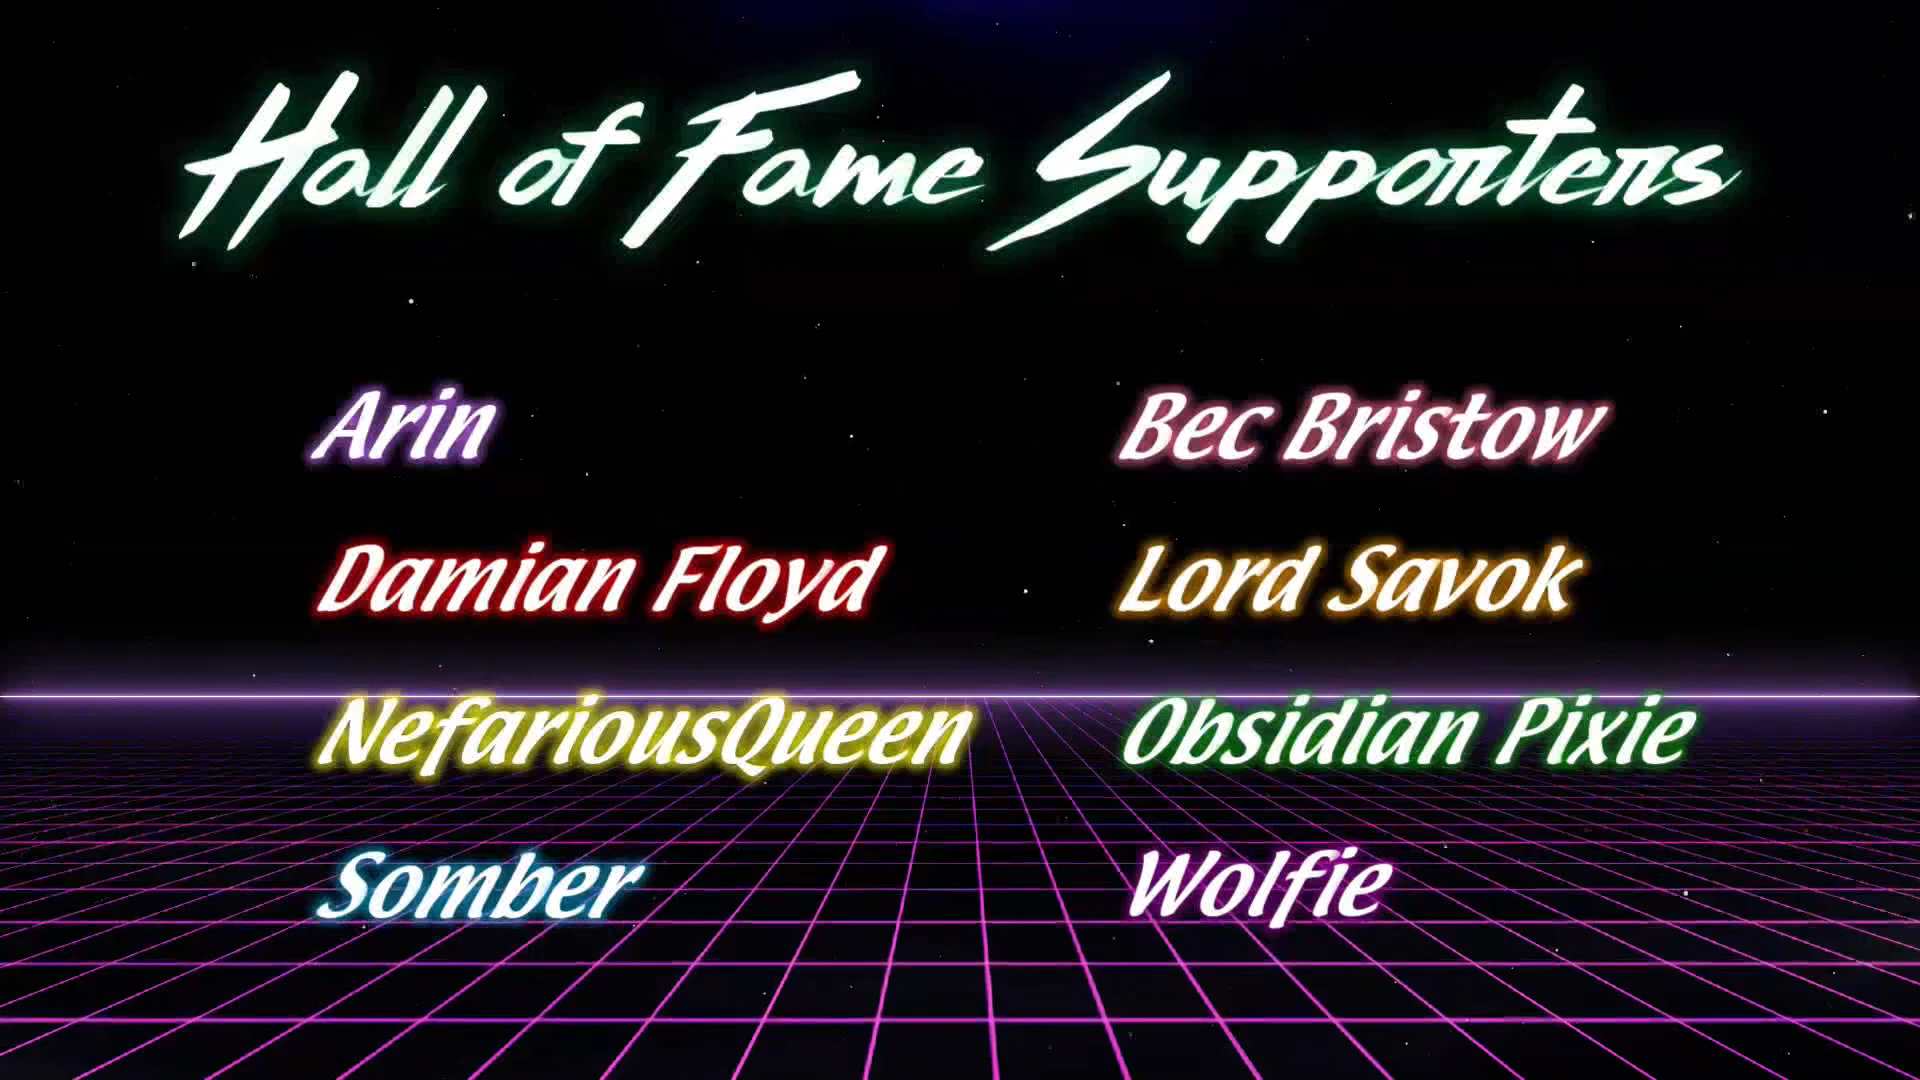 Hall of Fame Supporters
Arin
Bec Bristow
Damian Floyd
Lord Savok
NefariousQueen
Obsidian Pixie
Somber
Wolfie